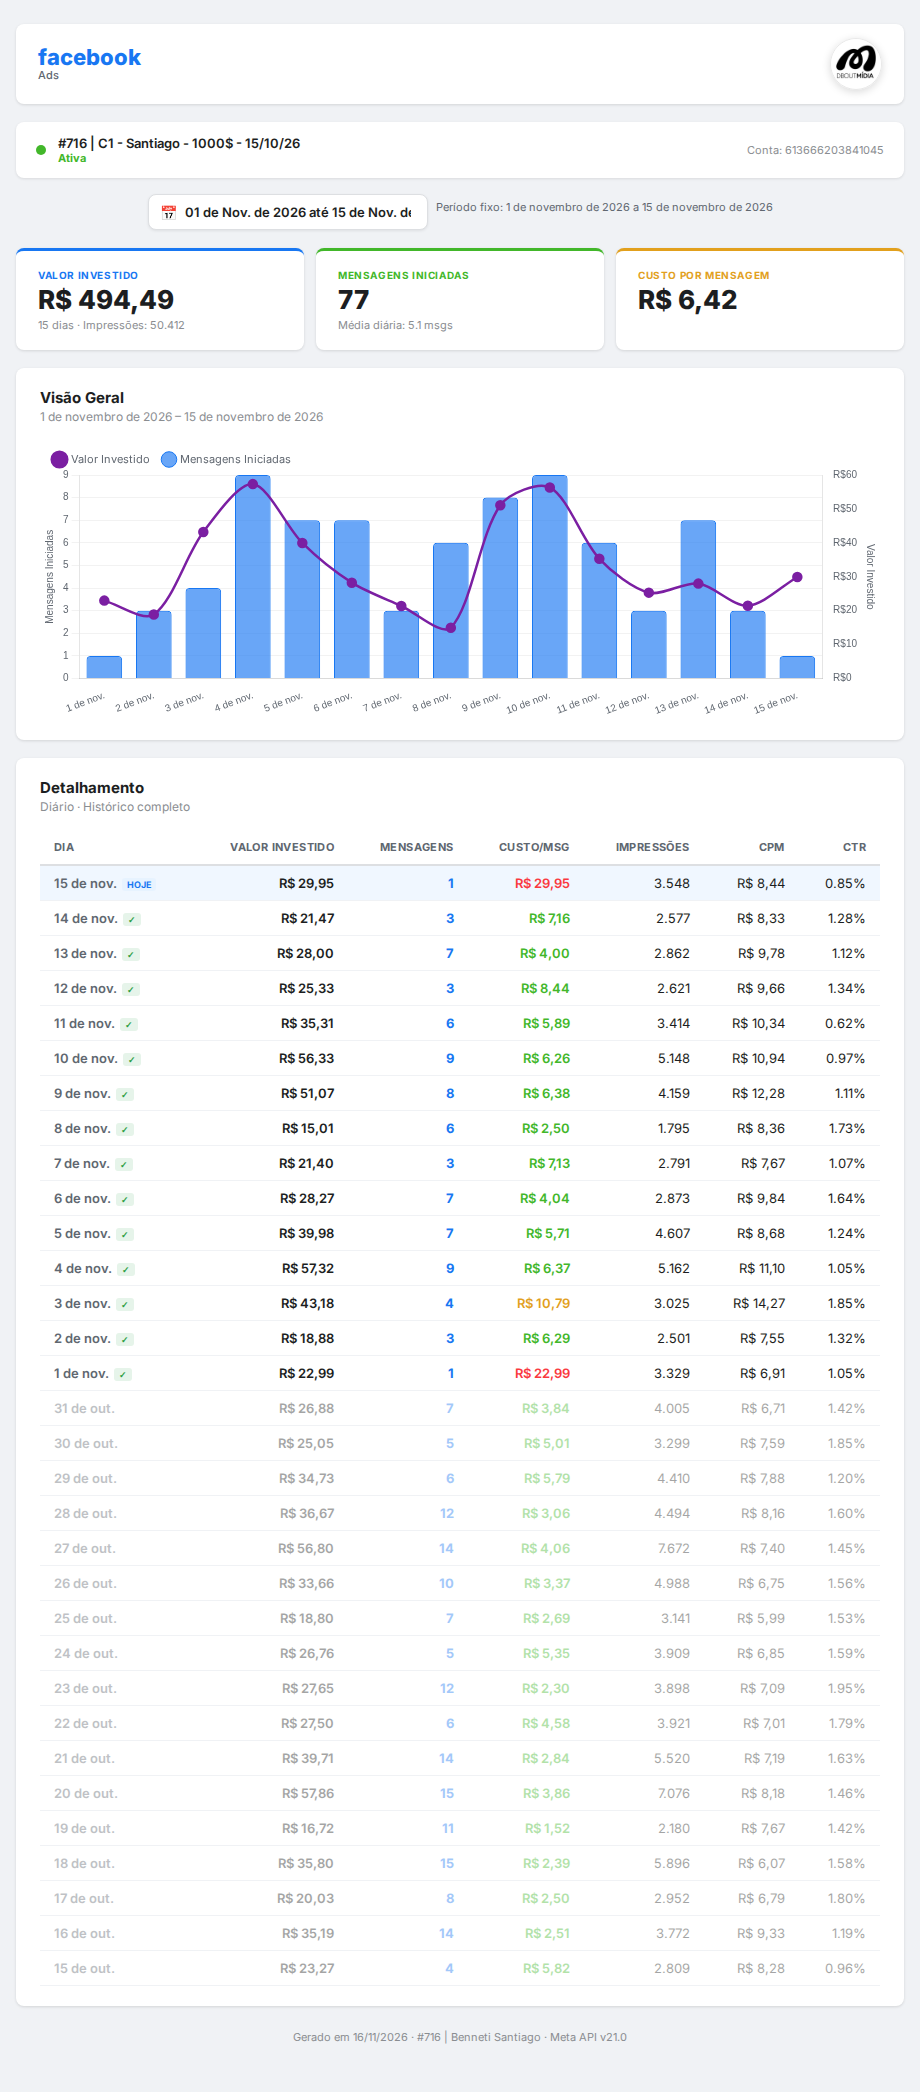 facebook
Ads
DBOUTMÍDIA
#716 | C1 - Santiago - 1000$ - 15/10/26
Ativa
Conta: 613666203841045
01 de Nov. de 2026 até 15 de Nov. de
Período fixo: 1 de novembro de 2026 a 15 de novembro de 2026
VALOR INVESTIDO
R$ 494,49
15 dias · Impressões: 50.412
MENSAGENS INICIADAS
77
Média diária: 5.1 msgs
CUSTO POR MENSAGEM
R$ 6,42
Visão Geral
1 de novembro de 2026 – 15 de novembro de 2026
Valor Investido Mensagens Iniciadas
Mensagens Iniciadas
9
8
7
6
5
4
3
2
1
0
R$60
R$50
R$40
R$30
R$20
R$10
R$0
Valor Investido
1 de nov. 2 de nov. 3 de nov. 4 de nov. 5 de nov. 6 de nov. 7 de nov. 8 de nov. 9 de nov. 10 de nov. 11 de nov. 12 de nov. 13 de nov. 14 de nov. 15 de nov.
Detalhamento
Diário · Histórico completo
DIA VALOR INVESTIDO MENSAGENS CUSTO/MSG IMPRESSÕES CPM CTR
15 de nov. HOJE R$ 29,95 1 R$ 29,95 3.548 R$ 8,44 0.85%
14 de nov. ✓ R$ 21,47 3 R$ 7,16 2.577 R$ 8,33 1.28%
13 de nov. ✓ R$ 28,00 7 R$ 4,00 2.862 R$ 9,78 1.12%
12 de nov. ✓ R$ 25,33 3 R$ 8,44 2.621 R$ 9,66 1.34%
11 de nov. ✓ R$ 35,31 6 R$ 5,89 3.414 R$ 10,34 0.62%
10 de nov. ✓ R$ 56,33 9 R$ 6,26 5.148 R$ 10,94 0.97%
9 de nov. ✓ R$ 51,07 8 R$ 6,38 4.159 R$ 12,28 1.11%
8 de nov. ✓ R$ 15,01 6 R$ 2,50 1.795 R$ 8,36 1.73%
7 de nov. ✓ R$ 21,40 3 R$ 7,13 2.791 R$ 7,67 1.07%
6 de nov. ✓ R$ 28,27 7 R$ 4,04 2.873 R$ 9,84 1.64%
5 de nov. ✓ R$ 39,98 7 R$ 5,71 4.607 R$ 8,68 1.24%
4 de nov. ✓ R$ 57,32 9 R$ 6,37 5.162 R$ 11,10 1.05%
3 de nov. ✓ R$ 43,18 4 R$ 10,79 3.025 R$ 14,27 1.85%
2 de nov. ✓ R$ 18,88 3 R$ 6,29 2.501 R$ 7,55 1.32%
1 de nov. ✓ R$ 22,99 1 R$ 22,99 3.329 R$ 6,91 1.05%
31 de out. R$ 26,88 7 R$ 3,84 4.005 R$ 6,71 1.42%
30 de out. R$ 25,05 5 R$ 5,01 3.299 R$ 7,59 1.85%
29 de out. R$ 34,73 6 R$ 5,79 4.410 R$ 7,88 1.20%
28 de out. R$ 36,67 12 R$ 3,06 4.494 R$ 8,16 1.60%
27 de out. R$ 56,80 14 R$ 4,06 7.672 R$ 7,40 1.45%
26 de out. R$ 33,66 10 R$ 3,37 4.988 R$ 6,75 1.56%
25 de out. R$ 18,80 7 R$ 2,69 3.141 R$ 5,99 1.53%
24 de out. R$ 26,76 5 R$ 5,35 3.909 R$ 6,85 1.59%
23 de out. R$ 27,65 12 R$ 2,30 3.898 R$ 7,09 1.95%
22 de out. R$ 27,50 6 R$ 4,58 3.921 R$ 7,01 1.79%
21 de out. R$ 39,71 14 R$ 2,84 5.520 R$ 7,19 1.63%
20 de out. R$ 57,86 15 R$ 3,86 7.076 R$ 8,18 1.46%
19 de out. R$ 16,72 11 R$ 1,52 2.180 R$ 7,67 1.42%
18 de out. R$ 35,80 15 R$ 2,39 5.896 R$ 6,07 1.58%
17 de out. R$ 20,03 8 R$ 2,50 2.952 R$ 6,79 1.80%
16 de out. R$ 35,19 14 R$ 2,51 3.772 R$ 9,33 1.19%
15 de out. R$ 23,27 4 R$ 5,82 2.809 R$ 8,28 0.96%
Gerado em 16/11/2026 · #716 | Benneti Santiago · Meta API v21.0